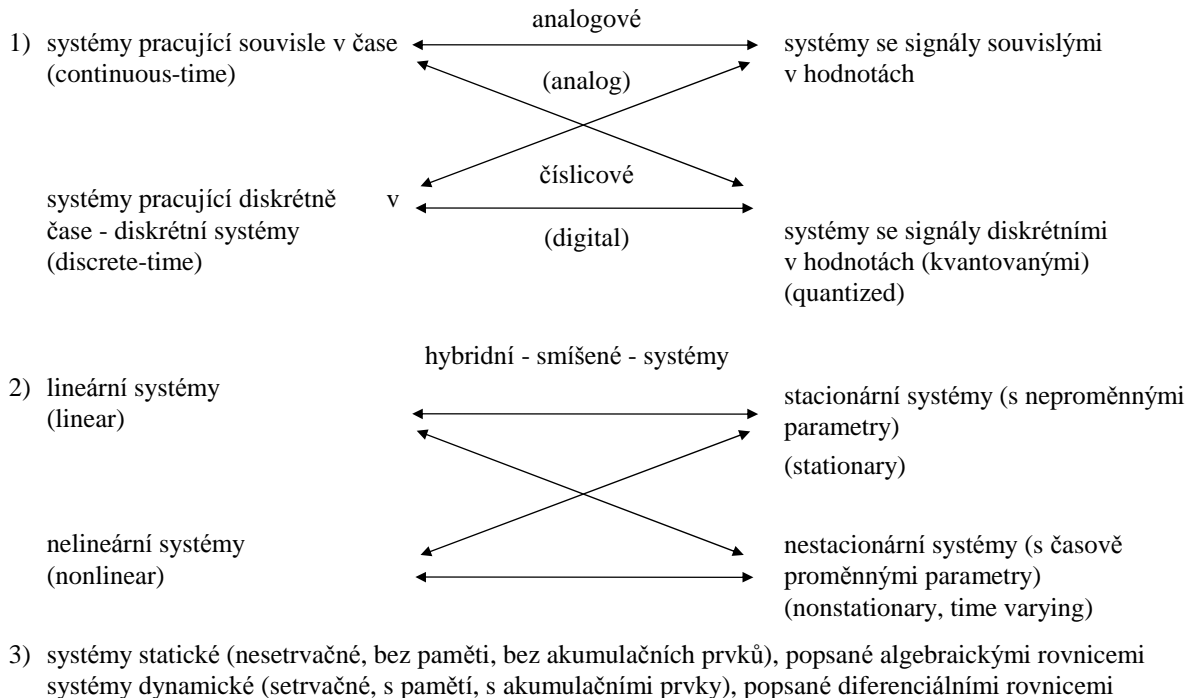 analogové
1) systémy pracující souvisle v čase
(continuous-time)
(analog)
systémy se signály souvislými
v hodnotách
číslicové
systémy pracující diskrétně v
čase - diskrétní systémy
(discrete-time)
(digital)
systémy se signály diskrétními
v hodnotách (kvantovanými)
(quantized)
hybridní - smíšené - systémy
2) lineární systémy
(linear)
stacionární systémy (s neproměnnými
parametry)
(stationary)
nelineární systémy
(nonlinear)
nestacionární systémy (s časově
proměnnými parametry)
(nonstationary, time varying)
3) systémy statické (nesetrvačné, bez paměti, bez akumulačních prvků), popsané algebraickými rovnicemi
systémy dynamické (setrvačné, s pamětí, s akumulačními prvky), popsané diferenciálními rovnicemi